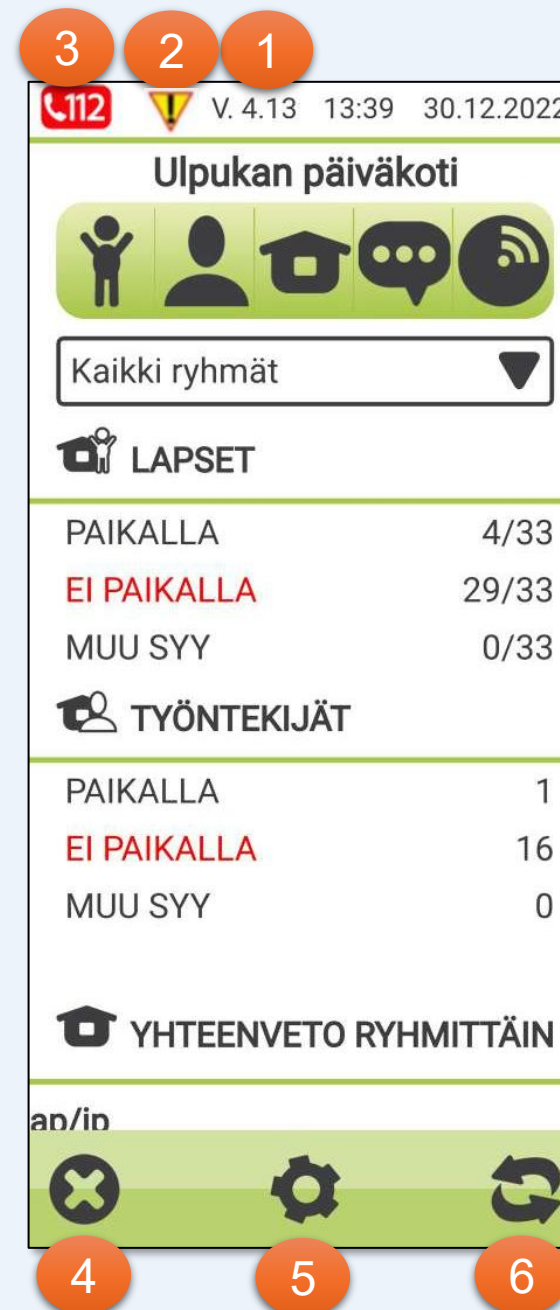 3 2 1
112 V. 4.13 13:39 30.12.2022
Ulpukan päiväkoti
Kaikki ryhmät
LAPSET
PAIKALLA 4/33
EI PAIKALLA 29/33
MUU SYY 0/33
TYÖNTEKIJÄT
PAIKALLA 1
EI PAIKALLA 16
MUU SYY 0
YHTEENVETO RYHMITTÄIN
ap/ip
4 5 6